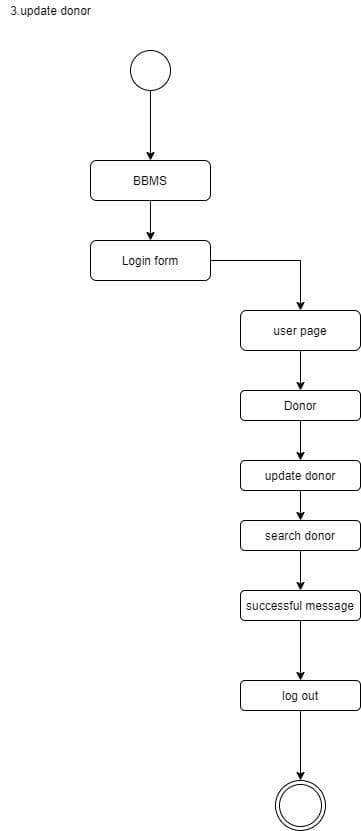 3.update donor
BBMS
Login form
user page
Donor
update donor
search donor
successful message
log out